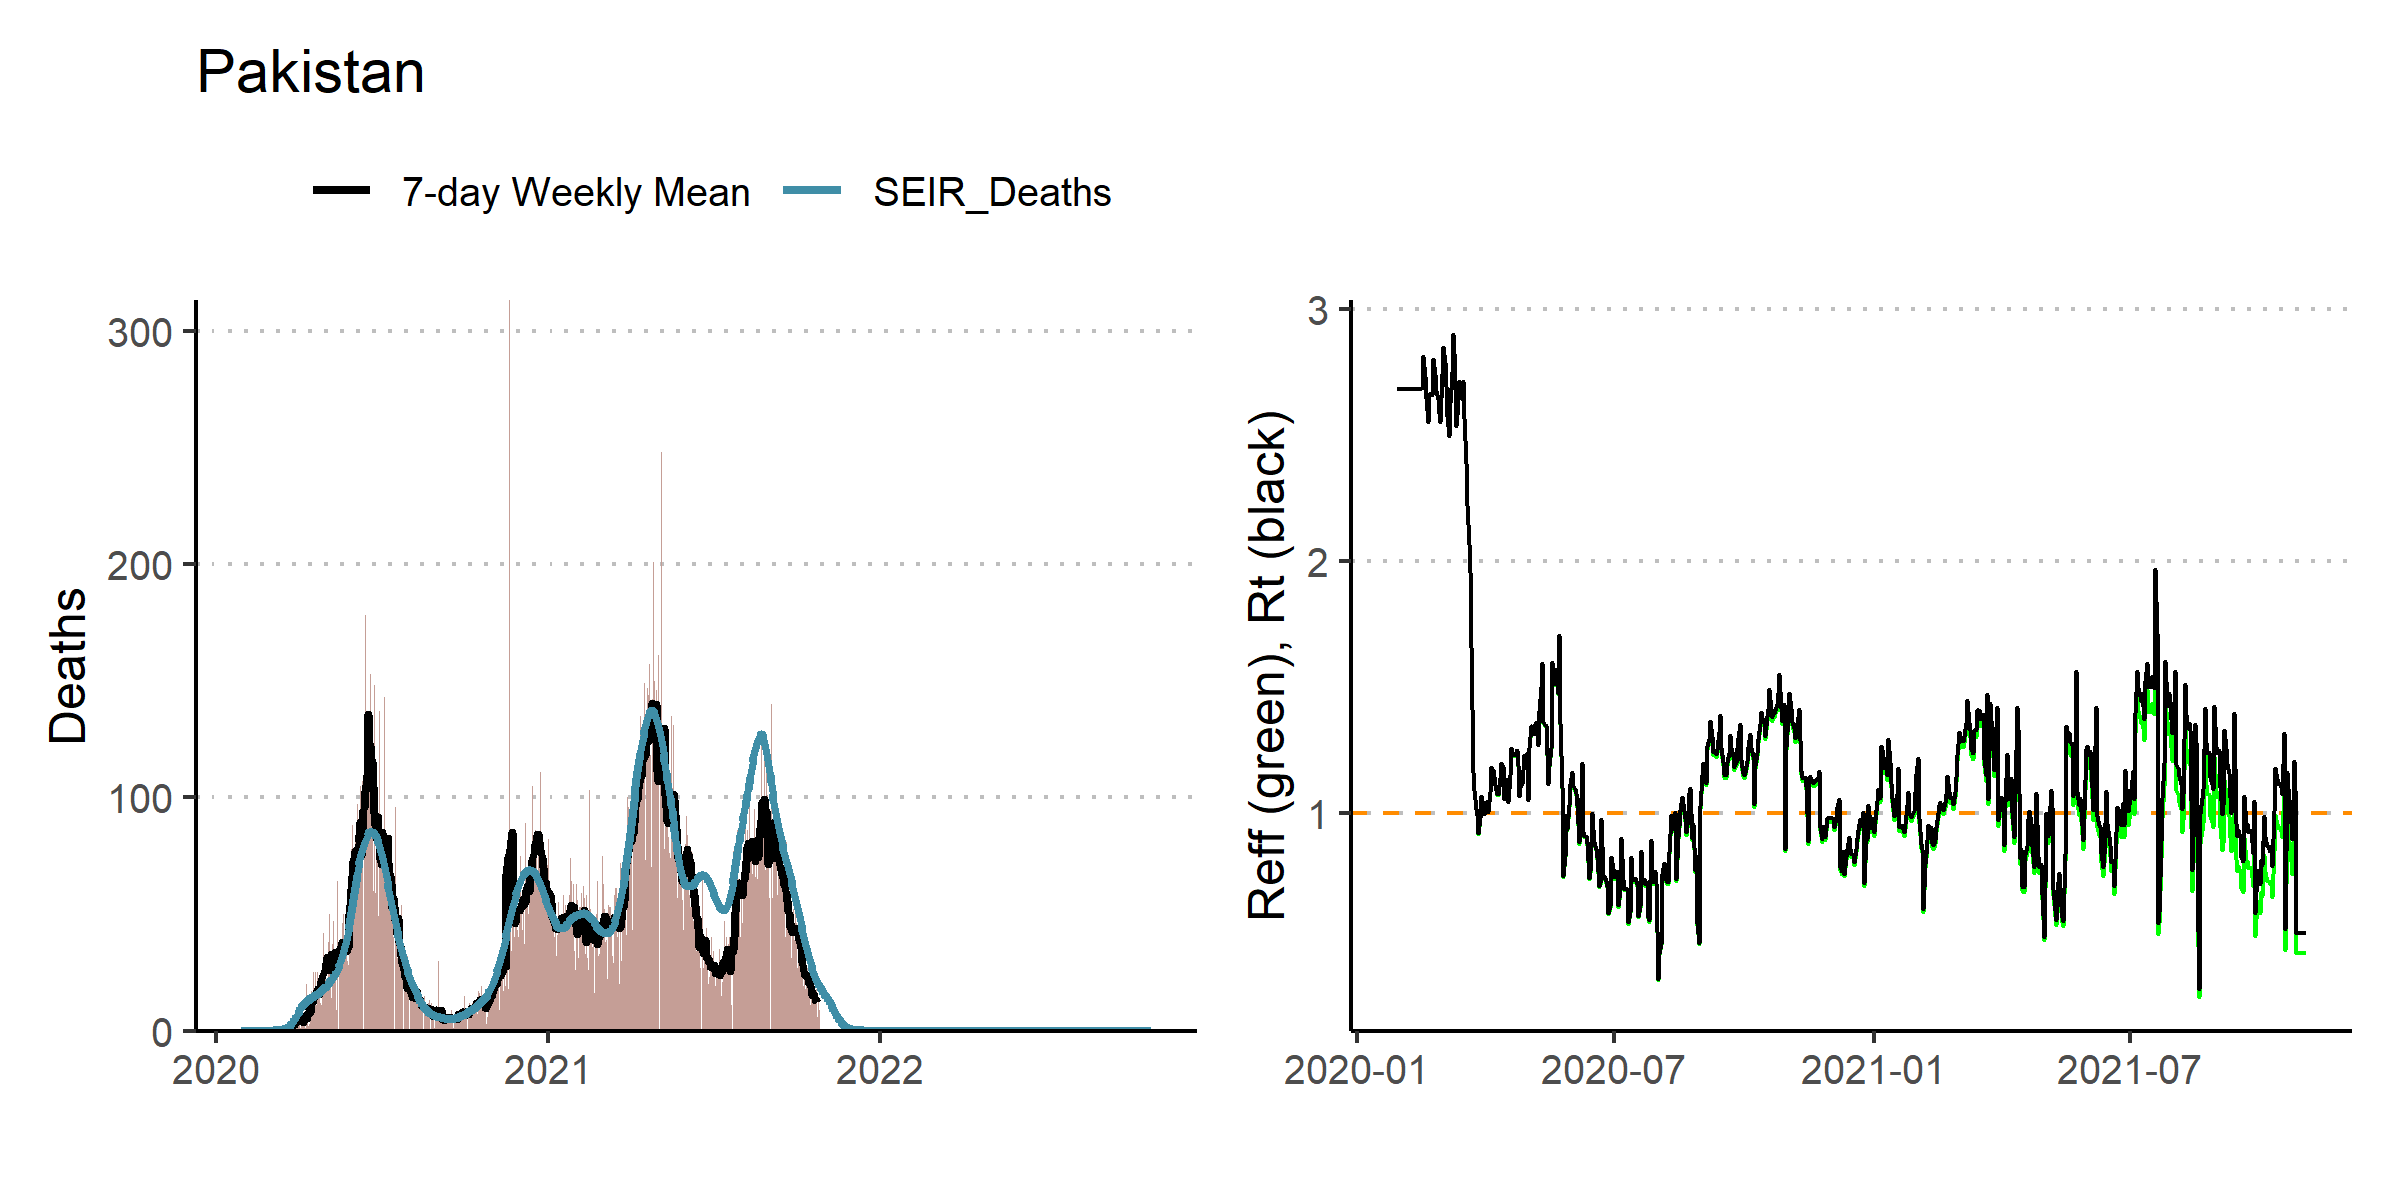 Pakistan
7-day Weekly Mean SEIR_Deaths
Deaths
300
200
100
0
2020 2021 2022
Reff (green), Rt (black)
3
2
1
2020-01 2020-07 2021-01 2021-07